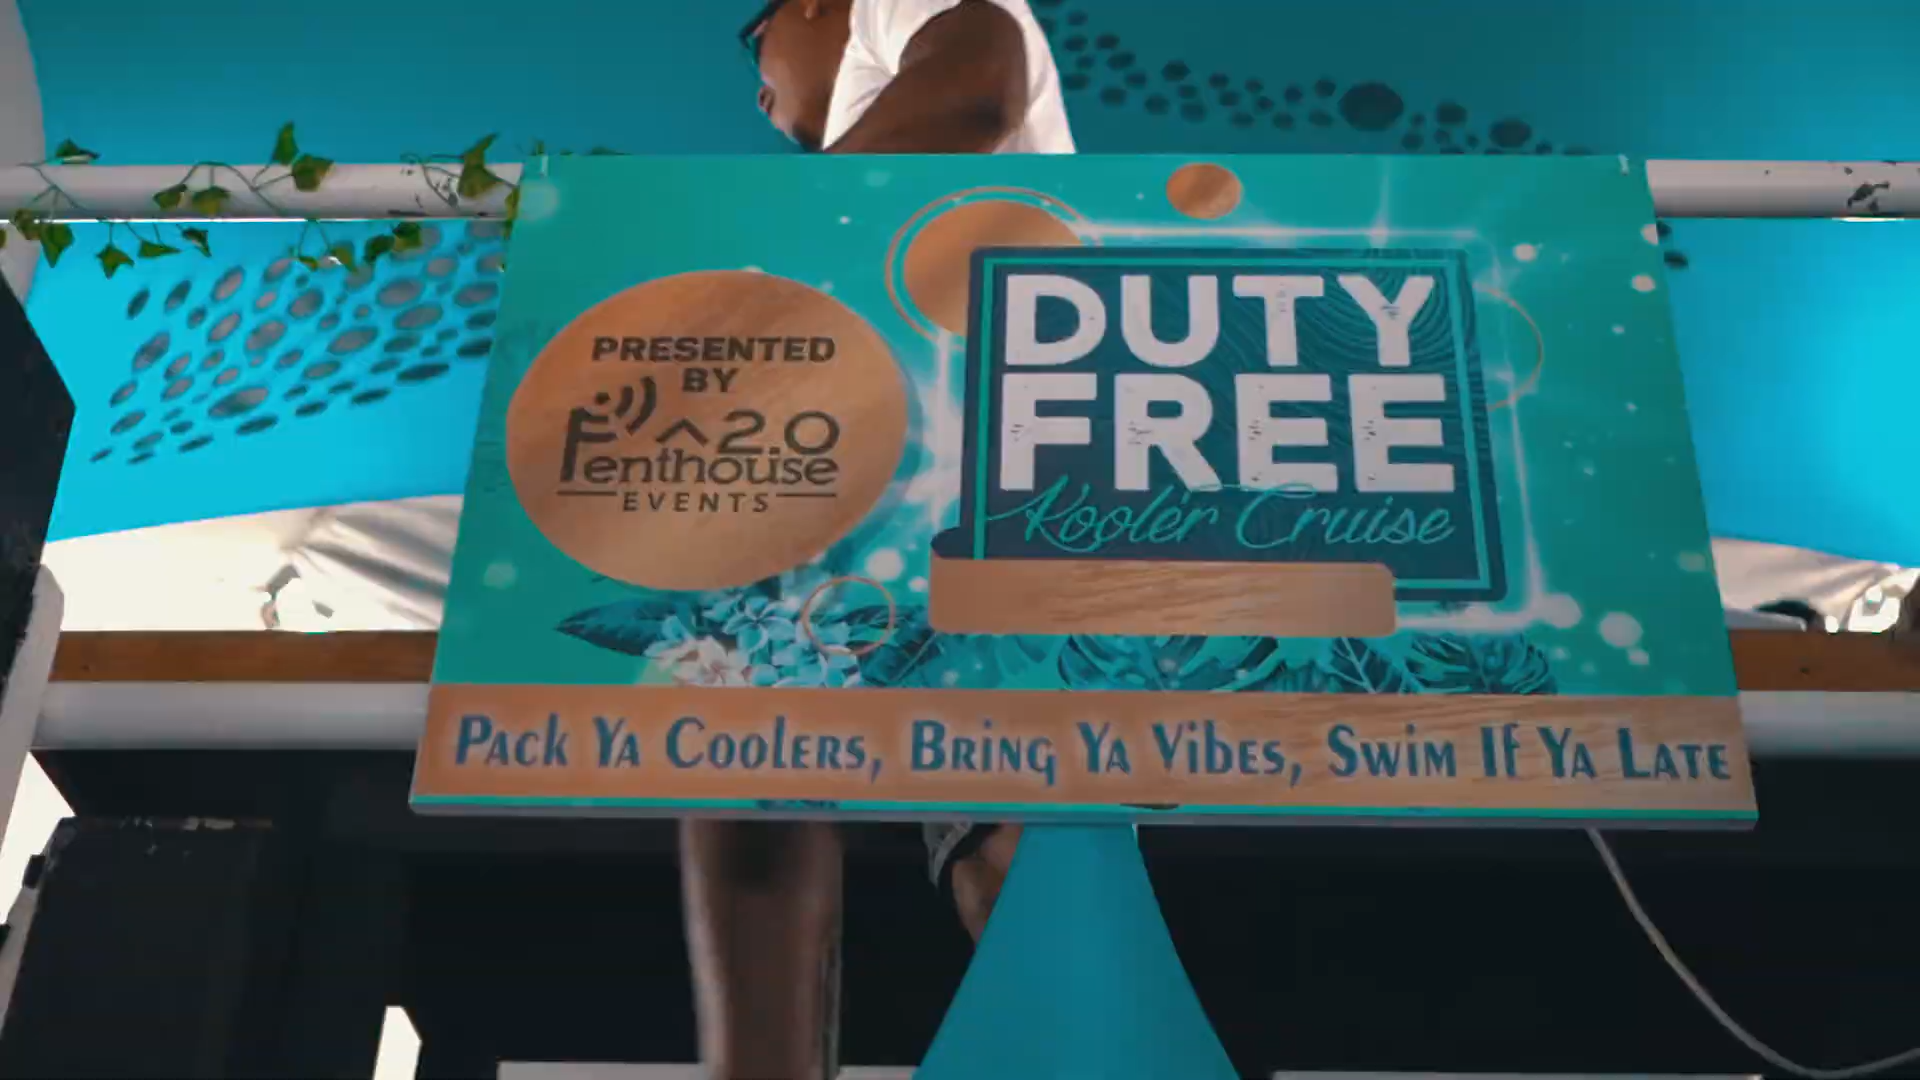 PRESENTED
BY
2.0
Penthouse
EVENTS
DUTY
FREE
Kooler Cruise
Pack Ya Coolers, Bring Ya Vibes, Swim If Ya Late